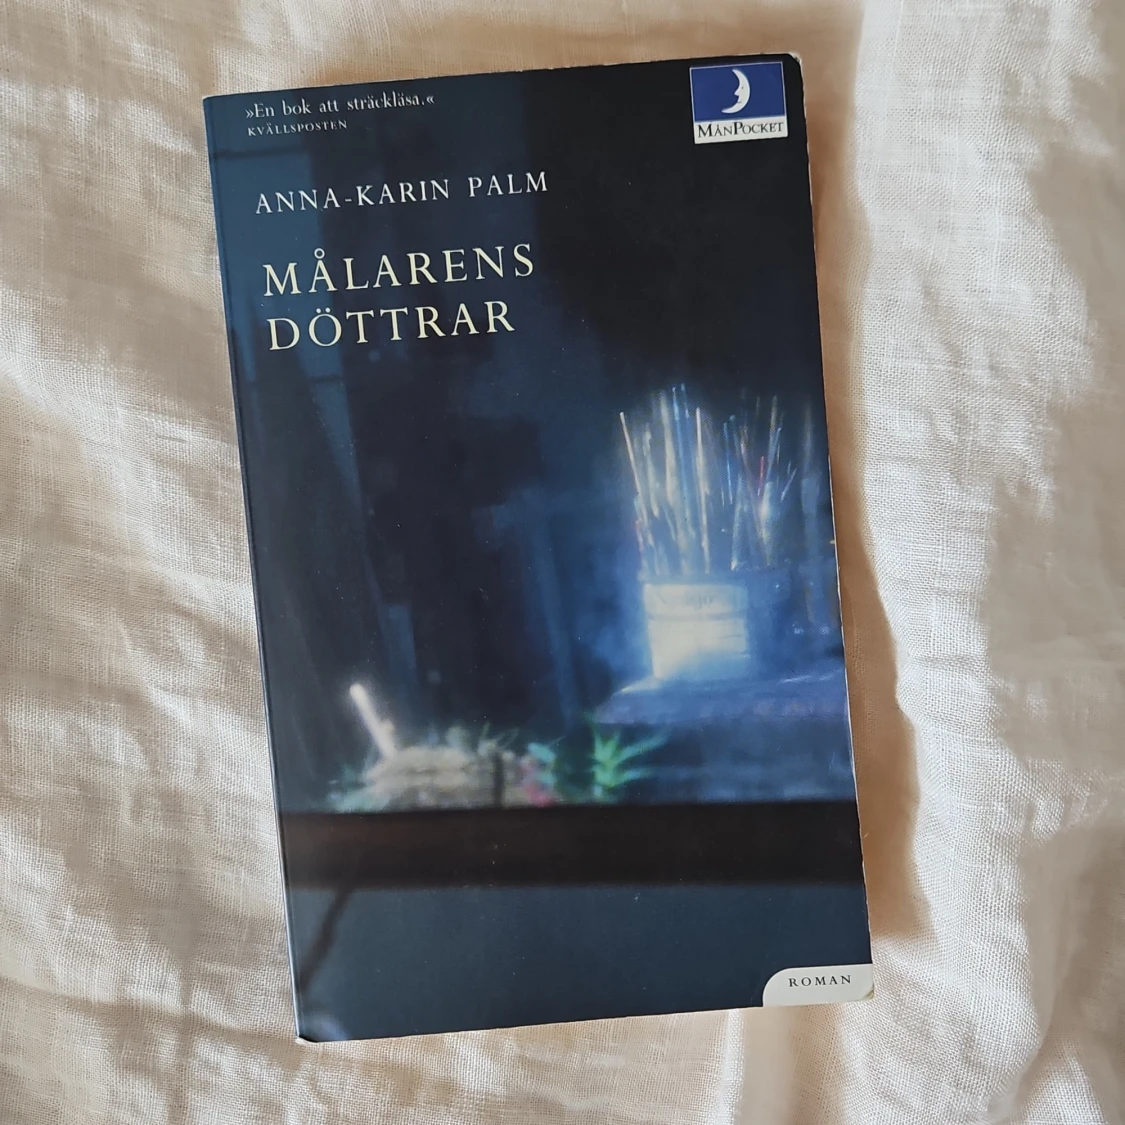 »En bok att sträckläsa.«
KVÄLLSPOSTEN
MÅNPOCKET
ANNA-KARIN PALM
MÅLARENS
DÖTTRAR
ROMAN